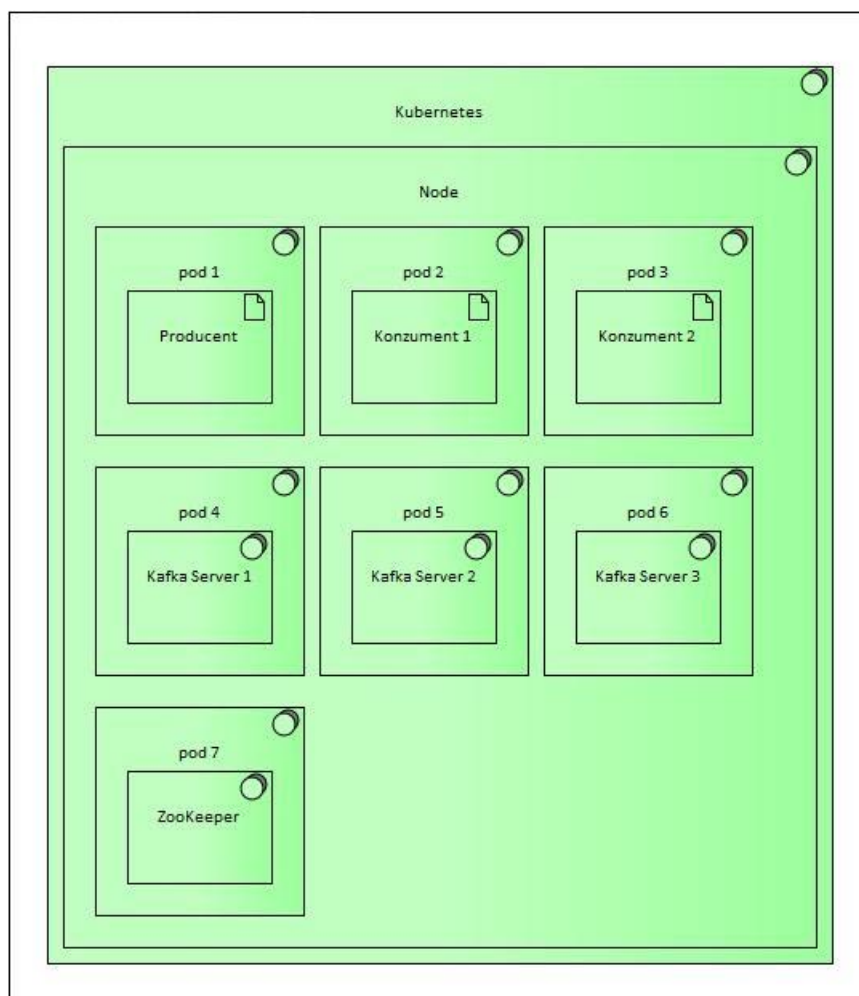 Kubernetes
Node
pod 1
Producent
pod 2
Konzument 1
pod 3
Konzument 2
pod 4
Kafka Server 1
pod 5
Kafka Server 2
pod 6
Kafka Server 3
pod 7
ZooKeeper